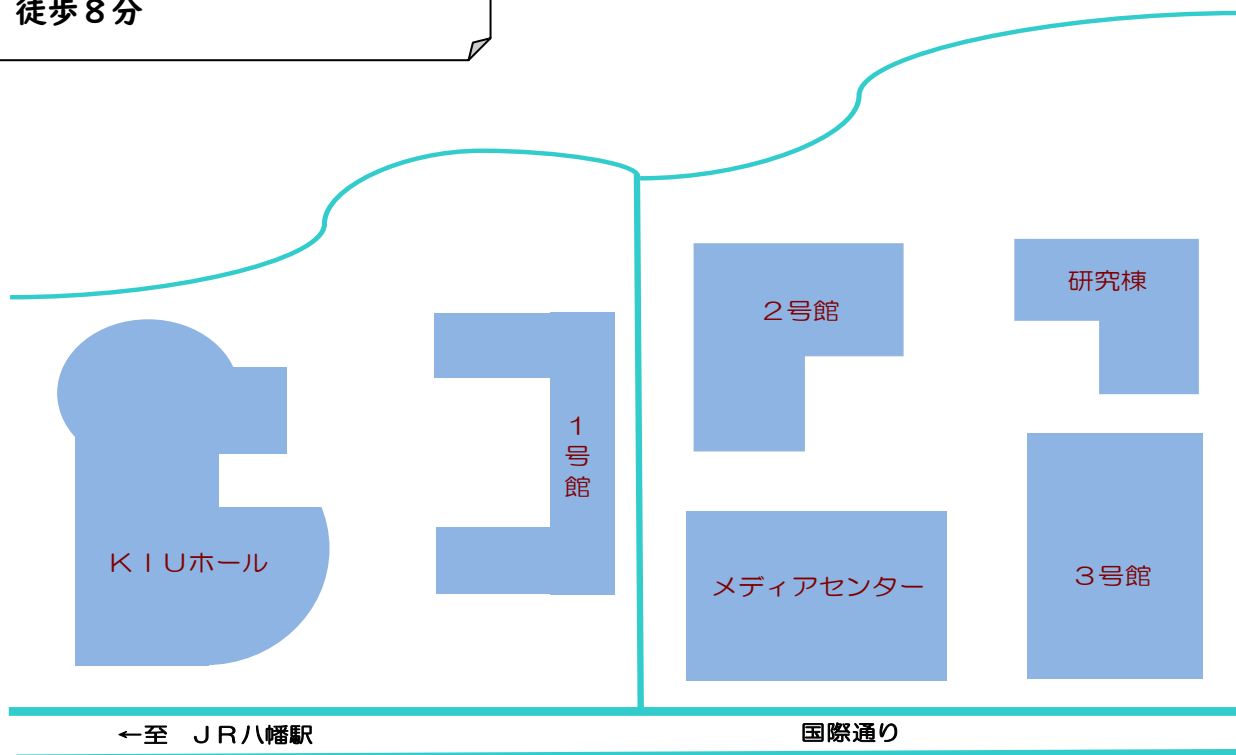 徒歩８分
研究棟
２号館
１号館
ＫＩＵホール
メディアセンター
３号館
←至　ＪＲ八幡駅
国際通り